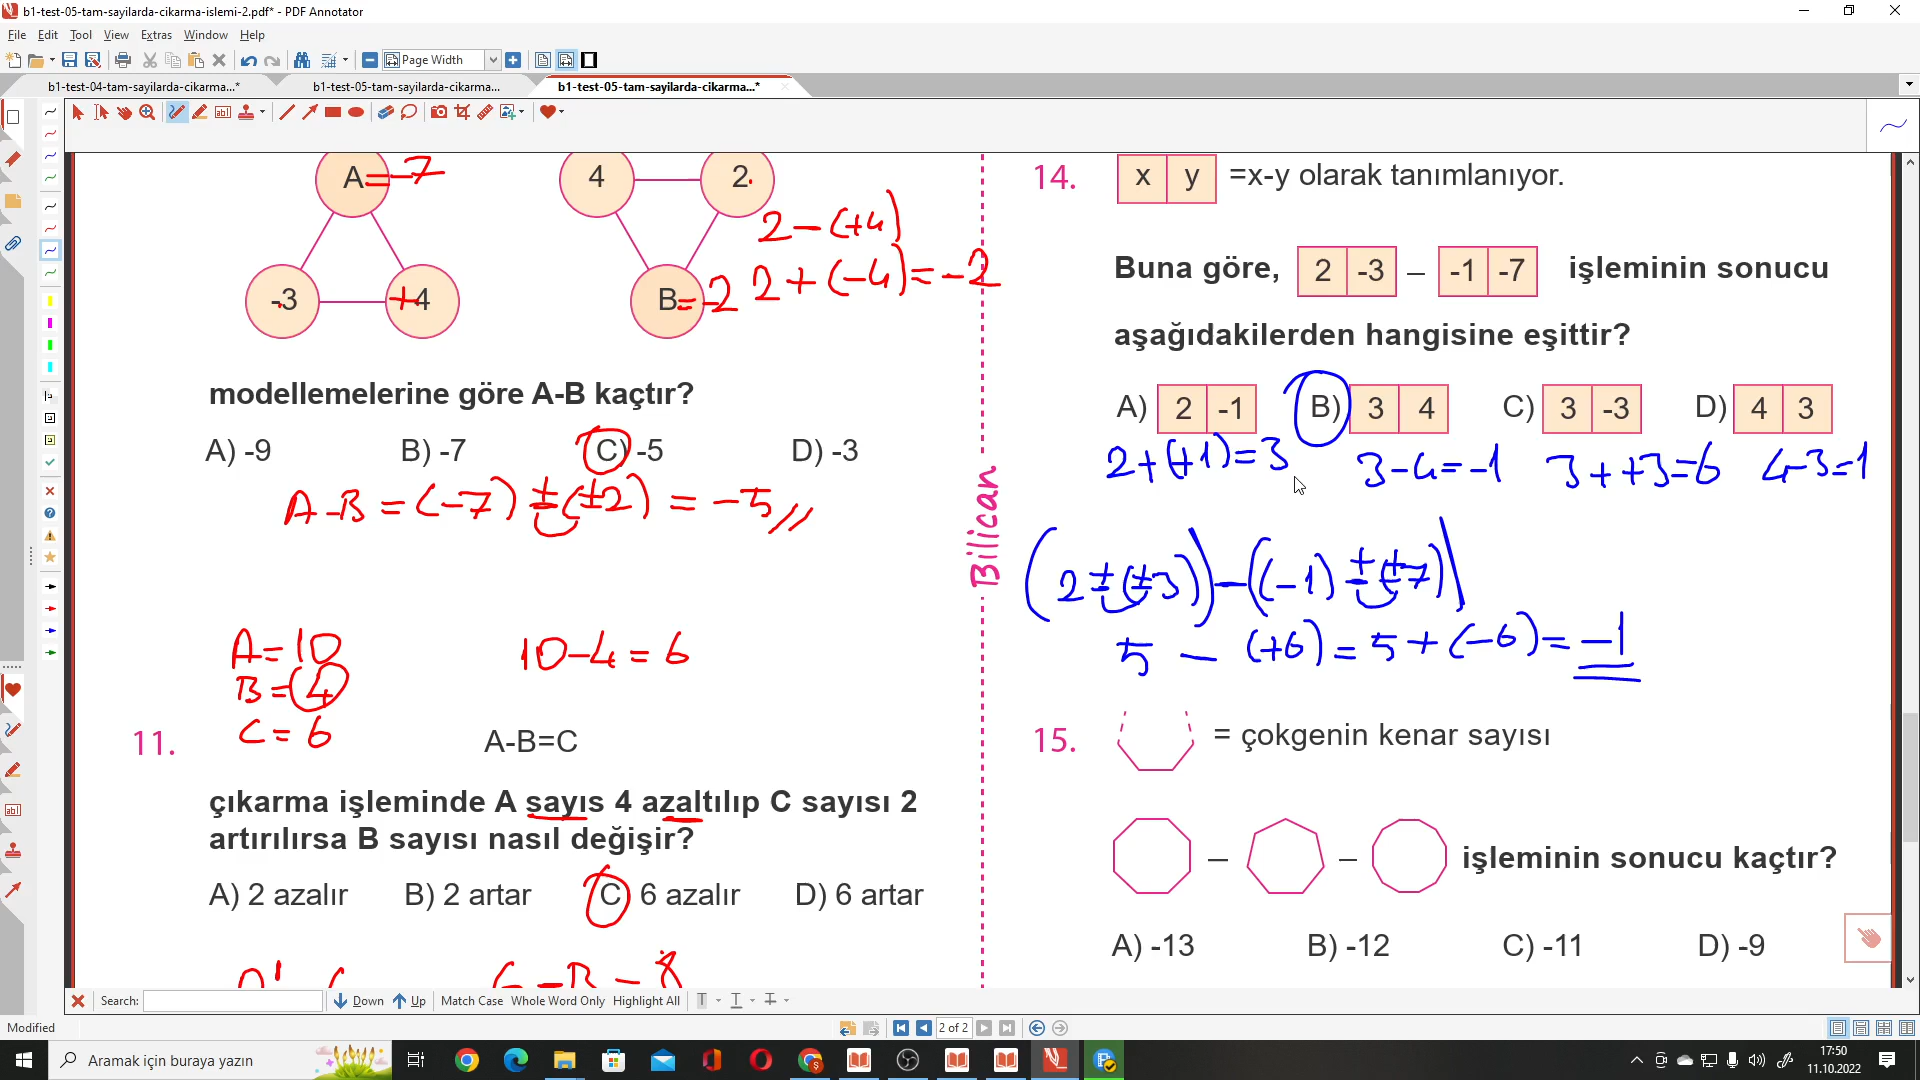 b1-test-05-tam-sayilarda-cikarma-islemi-2.pdf* - PDF Annotator
File Edit Tool View Extras Window Help
Page Width
b1-test-04-tam-sayilarda-cikarma...* b1-test-05-tam-sayilarda-cikarma... b1-test-05-tam-sayilarda-cikarma...*
A=-7
-3 +4
4 2
B=-2
2-(+4)
2+(-4)=-2
modellemelerine göre A-B kaçtır?
A) -9 B) -7 C) -5 D) -3
A-B=(-7)+(+2)=-5//
A=10
B=4
C=6
10-4=6
11. A-B=C
çıkarma işleminde A sayıs 4 azaltılıp C sayısı 2
artırılırsa B sayısı nasıl değişir?
A) 2 azalır B) 2 artar C) 6 azalır D) 6 artar
Bilican
14. x y =x-y olarak tanımlanıyor.
Buna göre, 2 -3 – -1 -7 işleminin sonucu
aşağıdakilerden hangisine eşittir?
A) 2 -1 B) 3 4 C) 3 -3 D) 4 3
2+(+1)=3 3-4=-1 3++3=6 4-3=1
(2+(+3))-((-1)+(+7))
5-(+6)=5+(-6)=-1
15. = çokgenin kenar sayısı
– – işleminin sonucu kaçtır?
A) -13 B) -12 C) -11 D) -9
Search: Down Up Match Case Whole Word Only Highlight All
Modified
2 of 2
Aramak için buraya yazın
17:50
11.10.2022